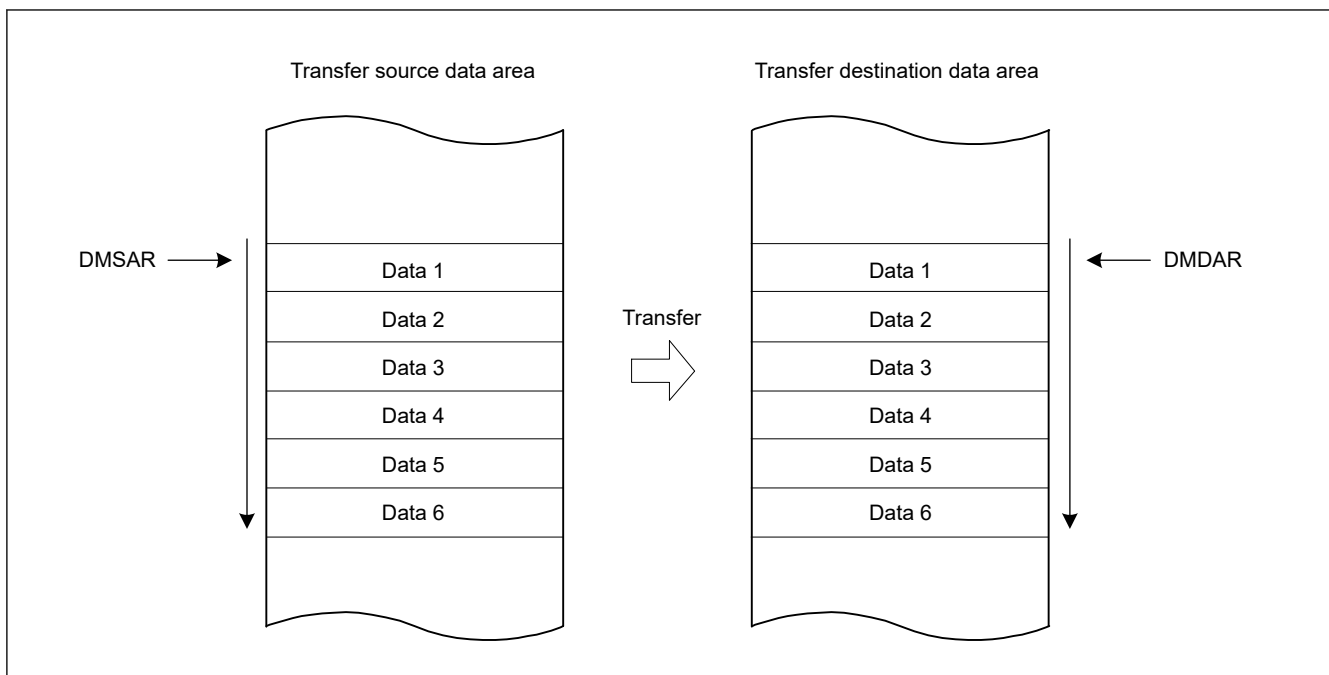 Transfer source data area
Transfer destination data area
DMSAR
Data 1
Data 2
Data 3
Data 4
Data 5
Data 6
Transfer
Data 1
Data 2
Data 3
Data 4
Data 5
Data 6
DMDAR